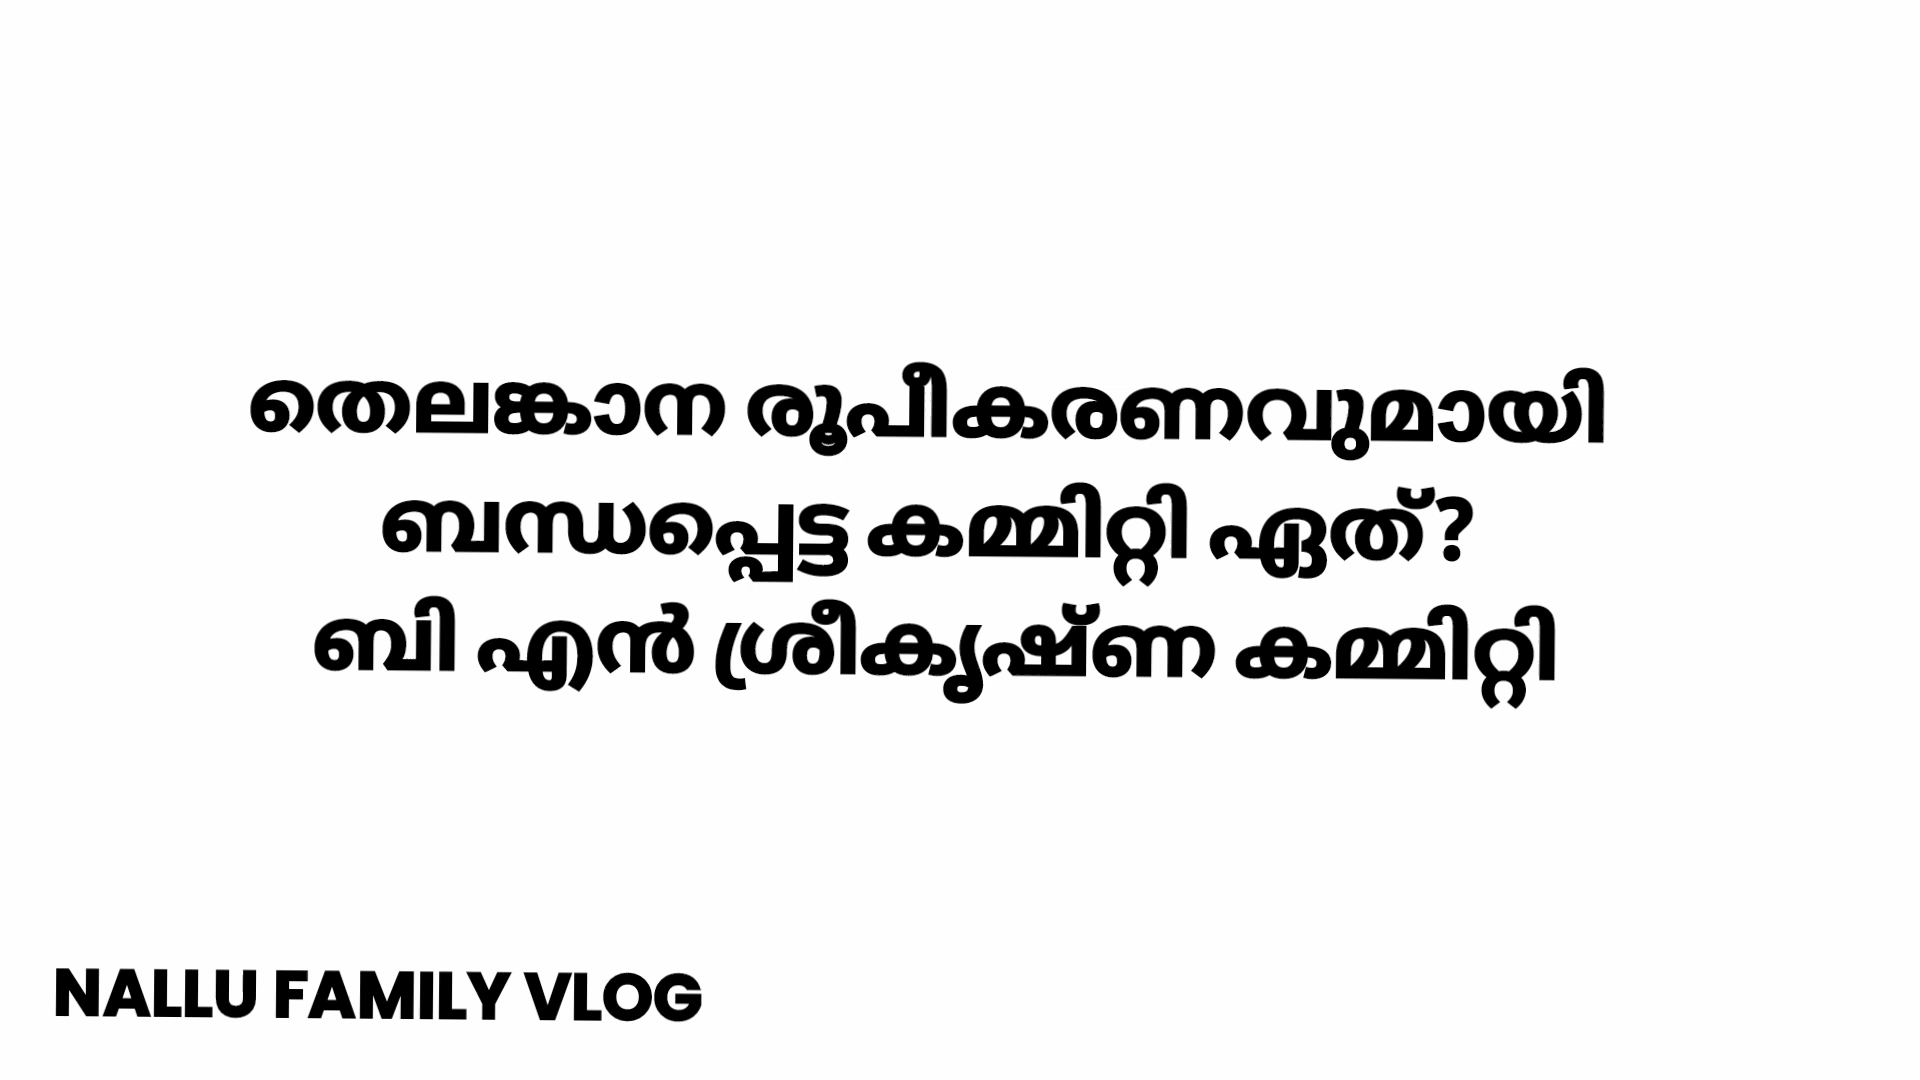 തെലങ്കാന രൂപീകരണവുമായി
ബന്ധപ്പെട്ട കമ്മിറ്റി ഏത്?
ബി എൻ ശ്രീകൃഷ്ണ കമ്മിറ്റി
NALLU FAMILY VLOG